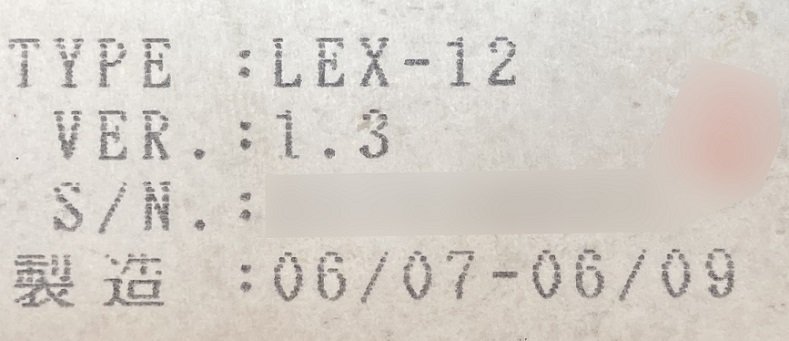 TYPE :LEX-12
VER.:1.3
S/N.:
製造 :06/07-06/09